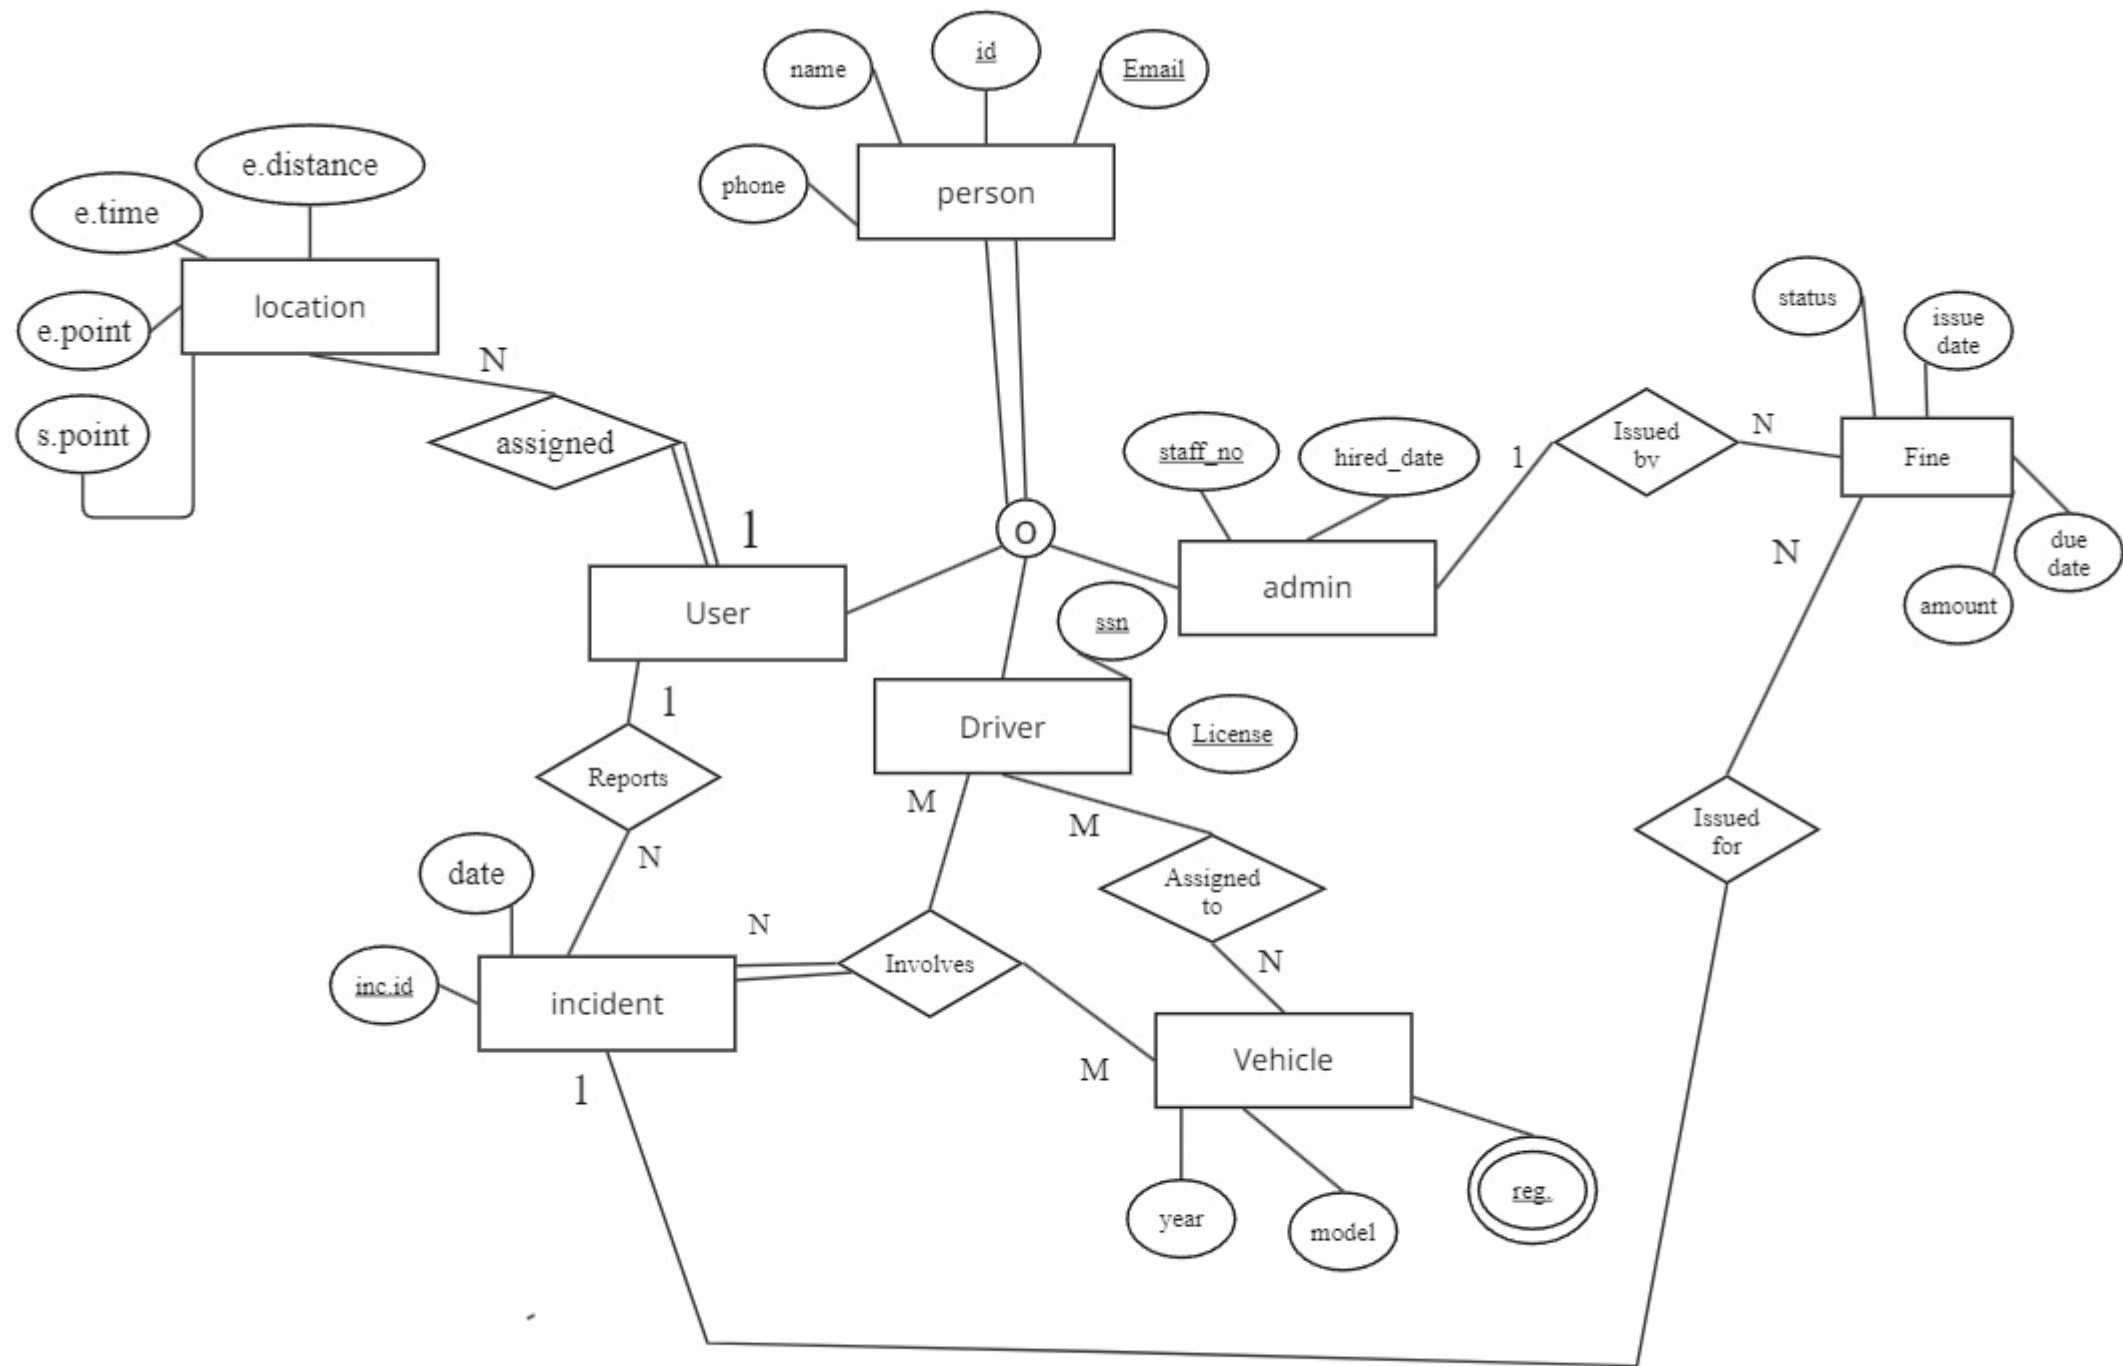 name
id
Email
phone
person
e.distance
e.time
location
e.point
s.point
N
assigned
1
User
o
staff_no
hired_date
admin
1
Issued
by
N
status
issue
date
Fine
due
date
amount
N
ssn
Driver
License
1
Reports
N
M
M
Assigned
to
N
Issued
for
date
inc.id
incident
N
Involves
M
Vehicle
1
year
model
reg.